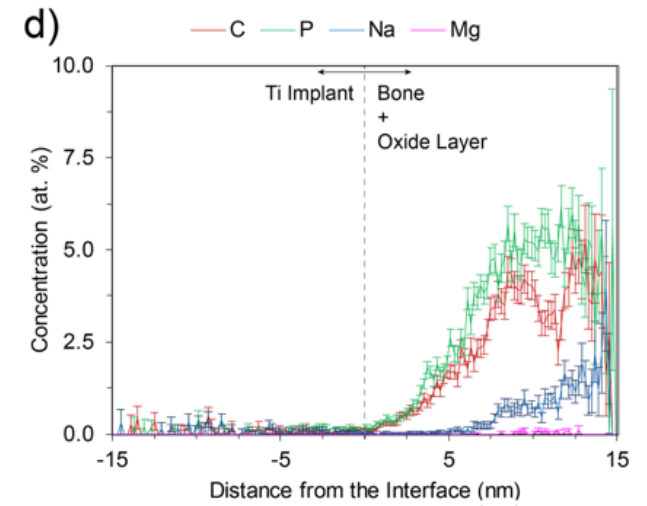 d)
C P Na Mg
10.0
Ti Implant Bone
+
Oxide Layer
7.5
5.0
2.5
0.0
-15 -5 5 15
Concentration (at. %)
Distance from the Interface (nm)